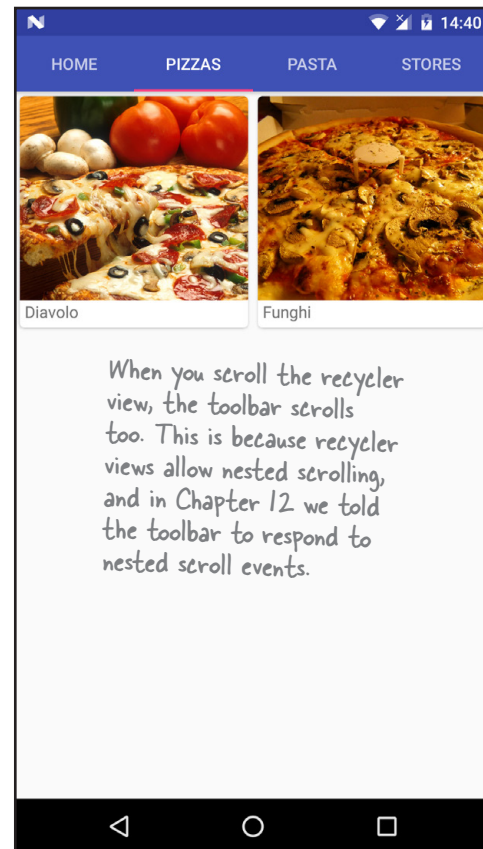 14:40
HOME PIZZAS PASTA STORES
Diavolo Funghi
When you scroll the recycler
view, the toolbar scrolls
too. This is because recycler
views allow nested scrolling,
and in Chapter 12 we told
the toolbar to respond to
nested scroll events.